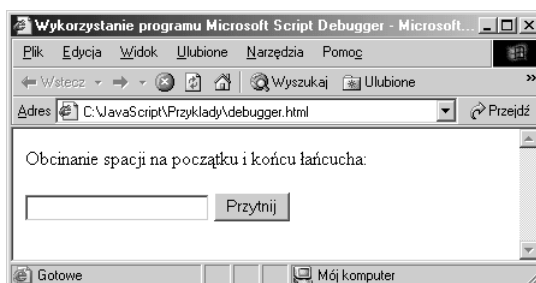 Wykorzystanie programu Microsoft Script Debugger - Microsoft...
Plik Edycja Widok Ulubione Narzędzia Pomoc
Wstecz Wyszukaj Ulubione »
Adres C:\JavaScript\Przyklady\debugger.html Przejdź
Obcinanie spacji na początku i końcu łańcucha:
Przytnij
Gotowe Mój komputer